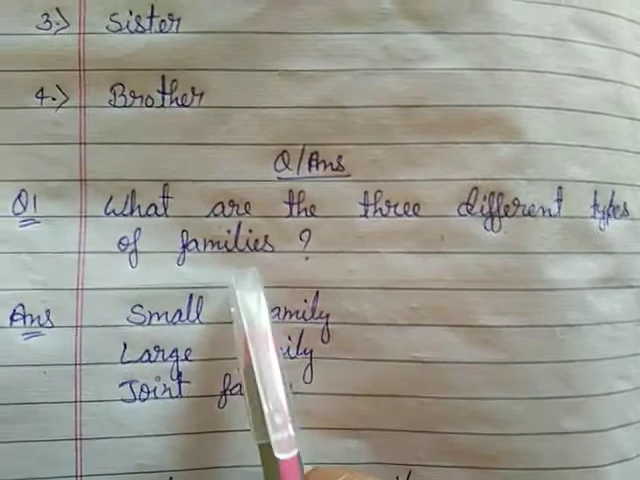 3.) Sister
4.) Brother
Q/Ans
Q1 What are the three different types
of families ?
Ans Small amily
Large ily
Joint fa